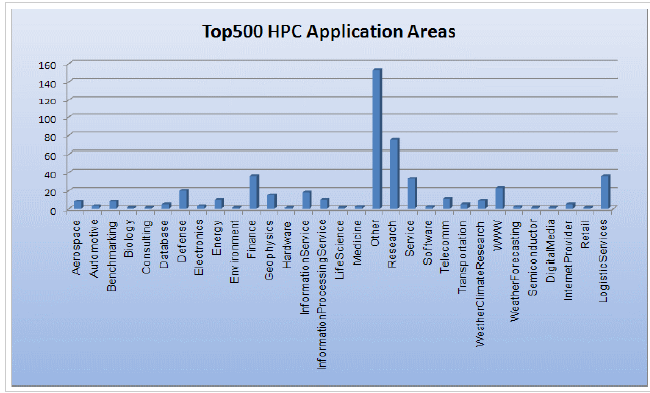 Top500 HPC Application Areas
160
140
120
100
80
60
40
20
0
Aerospace
Automotive
Benchmarking
Biology
Consulting
Database
Defense
Electronics
Energy
Environment
Finance
Geophysics
Hardware
InformationService
InformationProcessingService
LifeScience
Medicine
Other
Research
Service
Software
Telecomm
Transportation
WeatherClimateResearch
WWW
WeatherForecasting
Semiconductor
DigitalMedia
InternetProvider
Retail
LogisticServices